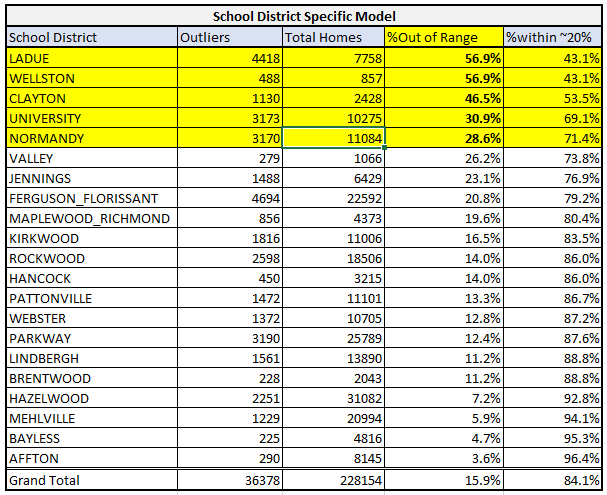 School District Specific Model
School District Outliers Total Homes %Out of Range %within ~20%
LADUE 4418 7758 56.9% 43.1%
WELLSTON 488 857 56.9% 43.1%
CLAYTON 1130 2428 46.5% 53.5%
UNIVERSITY 3173 10275 30.9% 69.1%
NORMANDY 3170 11084 28.6% 71.4%
VALLEY 279 1066 26.2% 73.8%
JENNINGS 1488 6429 23.1% 76.9%
FERGUSON_FLORISSANT 4694 22592 20.8% 79.2%
MAPLEWOOD_RICHMOND 856 4373 19.6% 80.4%
KIRKWOOD 1816 11006 16.5% 83.5%
ROCKWOOD 2598 18506 14.0% 86.0%
HANCOCK 450 3215 14.0% 86.0%
PATTONVILLE 1472 11101 13.3% 86.7%
WEBSTER 1372 10705 12.8% 87.2%
PARKWAY 3190 25789 12.4% 87.6%
LINDBERGH 1561 13890 11.2% 88.8%
BRENTWOOD 228 2043 11.2% 88.8%
HAZELWOOD 2251 31082 7.2% 92.8%
MEHLVILLE 1229 20994 5.9% 94.1%
BAYLESS 225 4816 4.7% 95.3%
AFFTON 290 8145 3.6% 96.4%
Grand Total 36378 228154 15.9% 84.1%